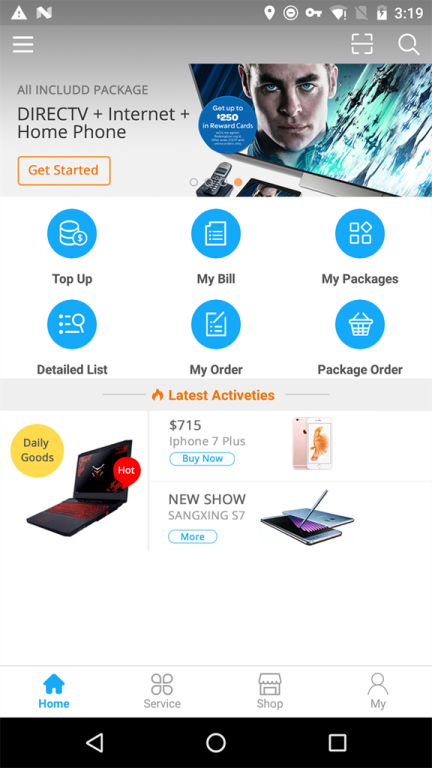 3:19
All INCLUDD PACKAGE
DIRECTV + Internet +
Home Phone
Get Started
Get up to
$250
in Reward Cards
Top Up
My Bill
My Packages
Detailed List
My Order
Package Order
Latest Activeties
Daily
Goods
Hot
$715
Iphone 7 Plus
Buy Now
NEW SHOW
SANGXING S7
More
Home
Service
Shop
My